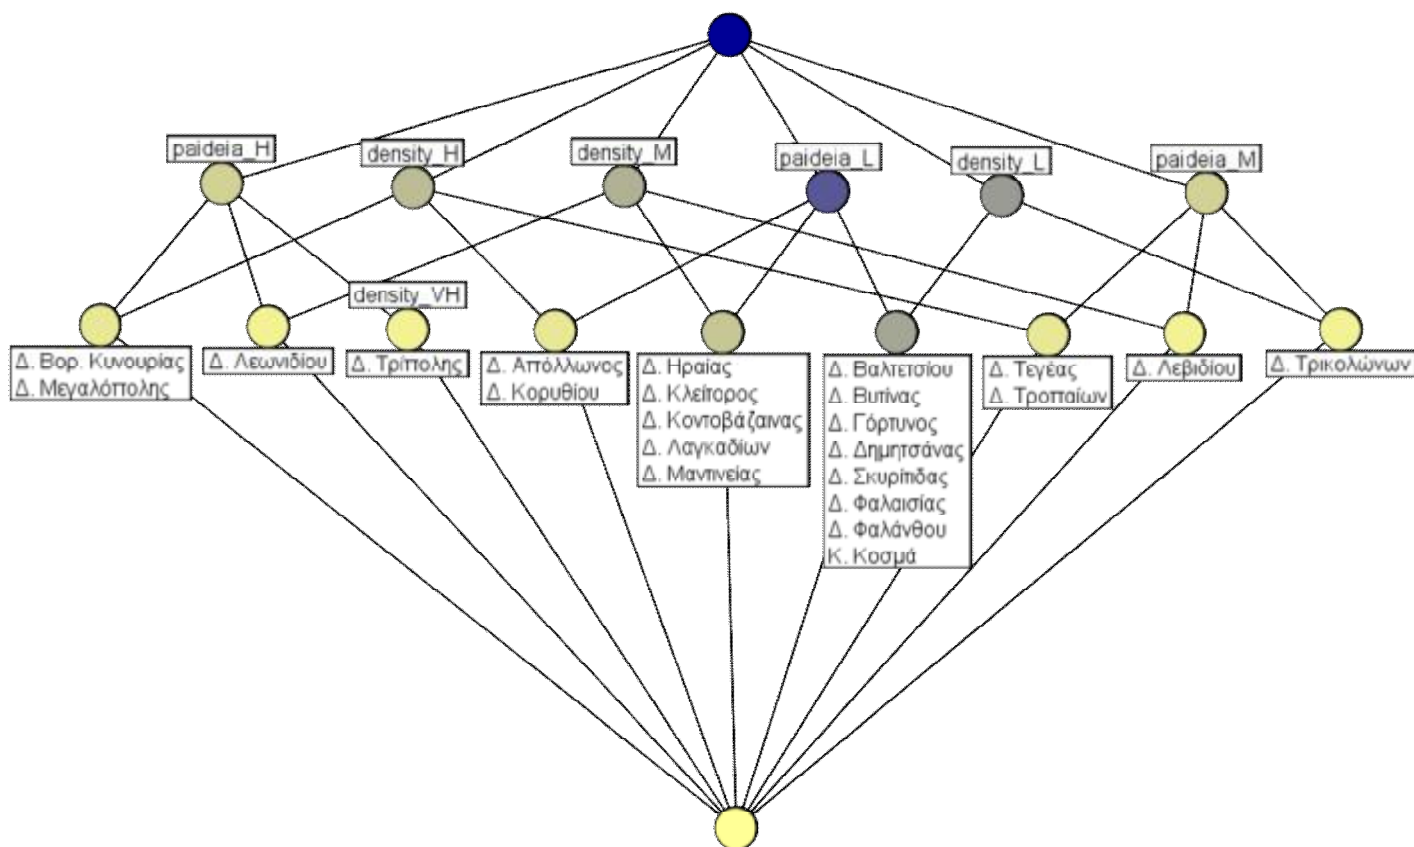 paideia_H
density_H
density_M
paideia_L
density_L
paideia_M
density_VH
Δ. Βορ. Κυνουρίας
Δ. Μεγαλόπολης
Δ. Λεωνιδίου
Δ. Τρίπολης
Δ. Απόλλωνος
Δ. Κορυθίου
Δ. Ηραίας
Δ. Κλείτορος
Δ. Κοντοβάζαινας
Δ. Λαγκαδίων
Δ. Μαντινείας
Δ. Βαλτετσίου
Δ. Βυτίνας
Δ. Γόρτυνος
Δ. Δημητσάνας
Δ. Σκυρίτιδας
Δ. Φαλαισίας
Δ. Φαλάνθου
Κ. Κοσμά
Δ. Τεγέας
Δ. Τροπαίων
Δ. Λεβιδίου
Δ. Τρικολώνων